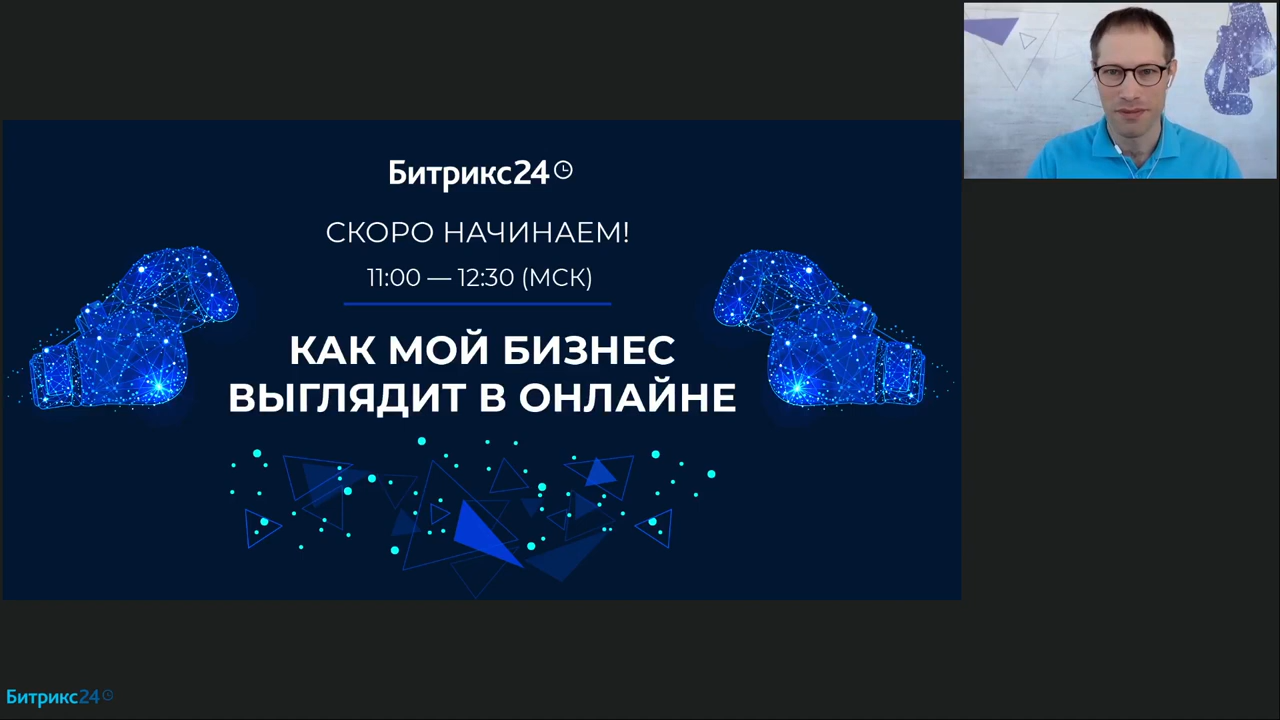 Битрикс24
СКОРО НАЧИНАЕМ!
11:00 — 12:30 (МСК)
КАК МОЙ БИЗНЕС
ВЫГЛЯДИТ В ОНЛАЙНЕ
Битрикс24